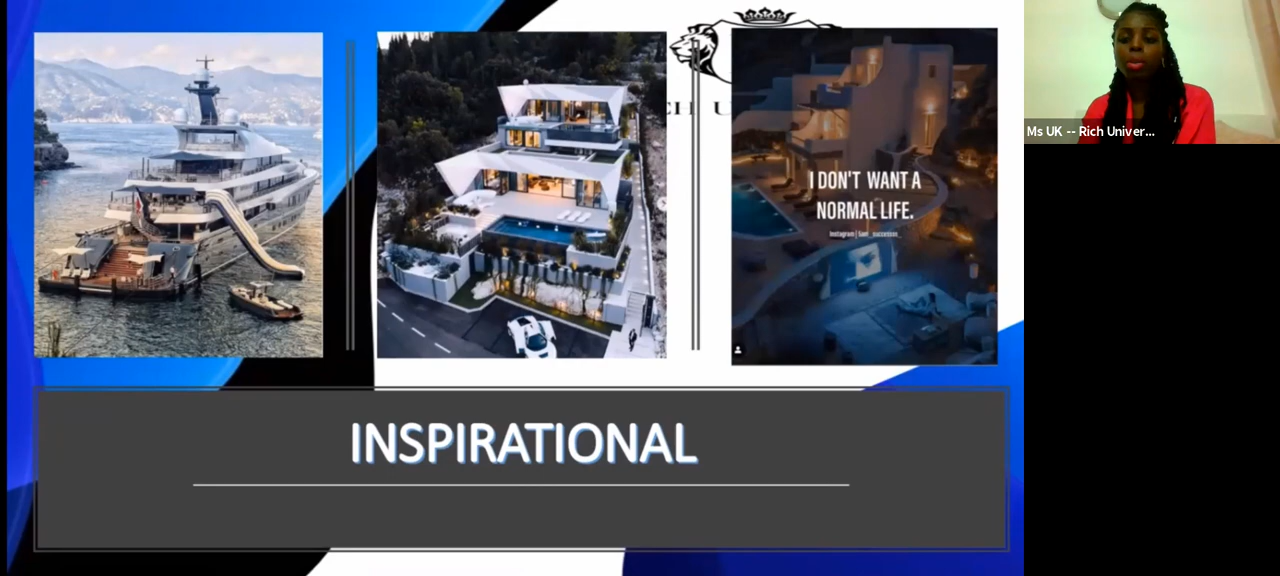 I DON'T WANT A
NORMAL LIFE.
INSPIRATIONAL
Ms UK -- Rich Univer...